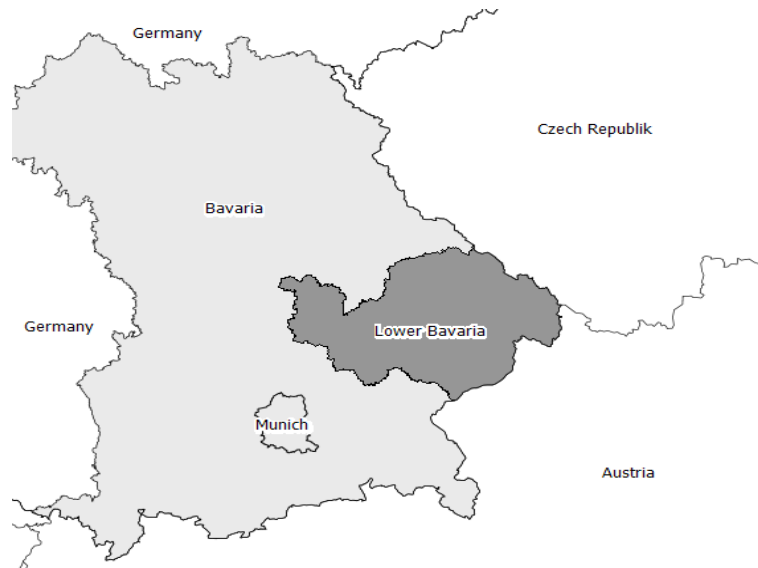 Germany
Czech Republik
Bavaria
Germany
Lower Bavaria
Munich
Austria